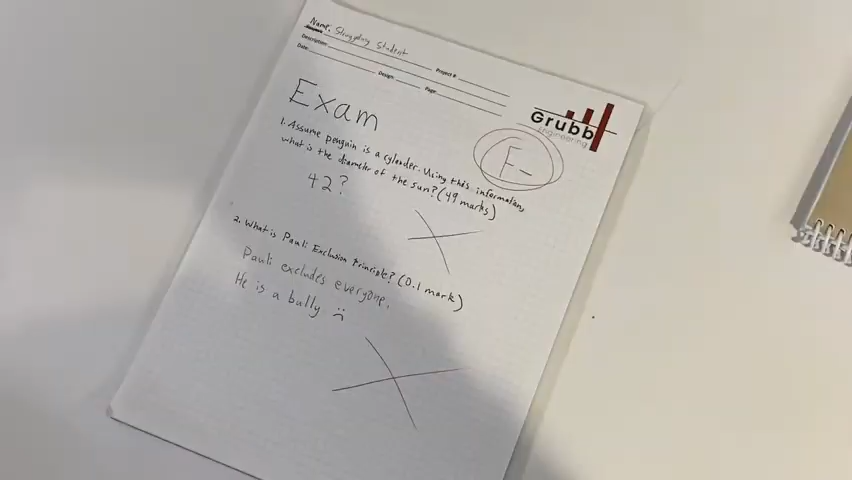 Name: Struggling Student
Description:
Project #:
Date:
Design:
Page:
Grubb
Engineering
Exam
F-
1. Assume penguin is a cylinder. Using this information,
what is the diameter of the sun? (49 marks)
42?
2. What is Pauli Exclusion Principle? (0.1 mark)
Pauli excludes everyone.
He is a bully :(